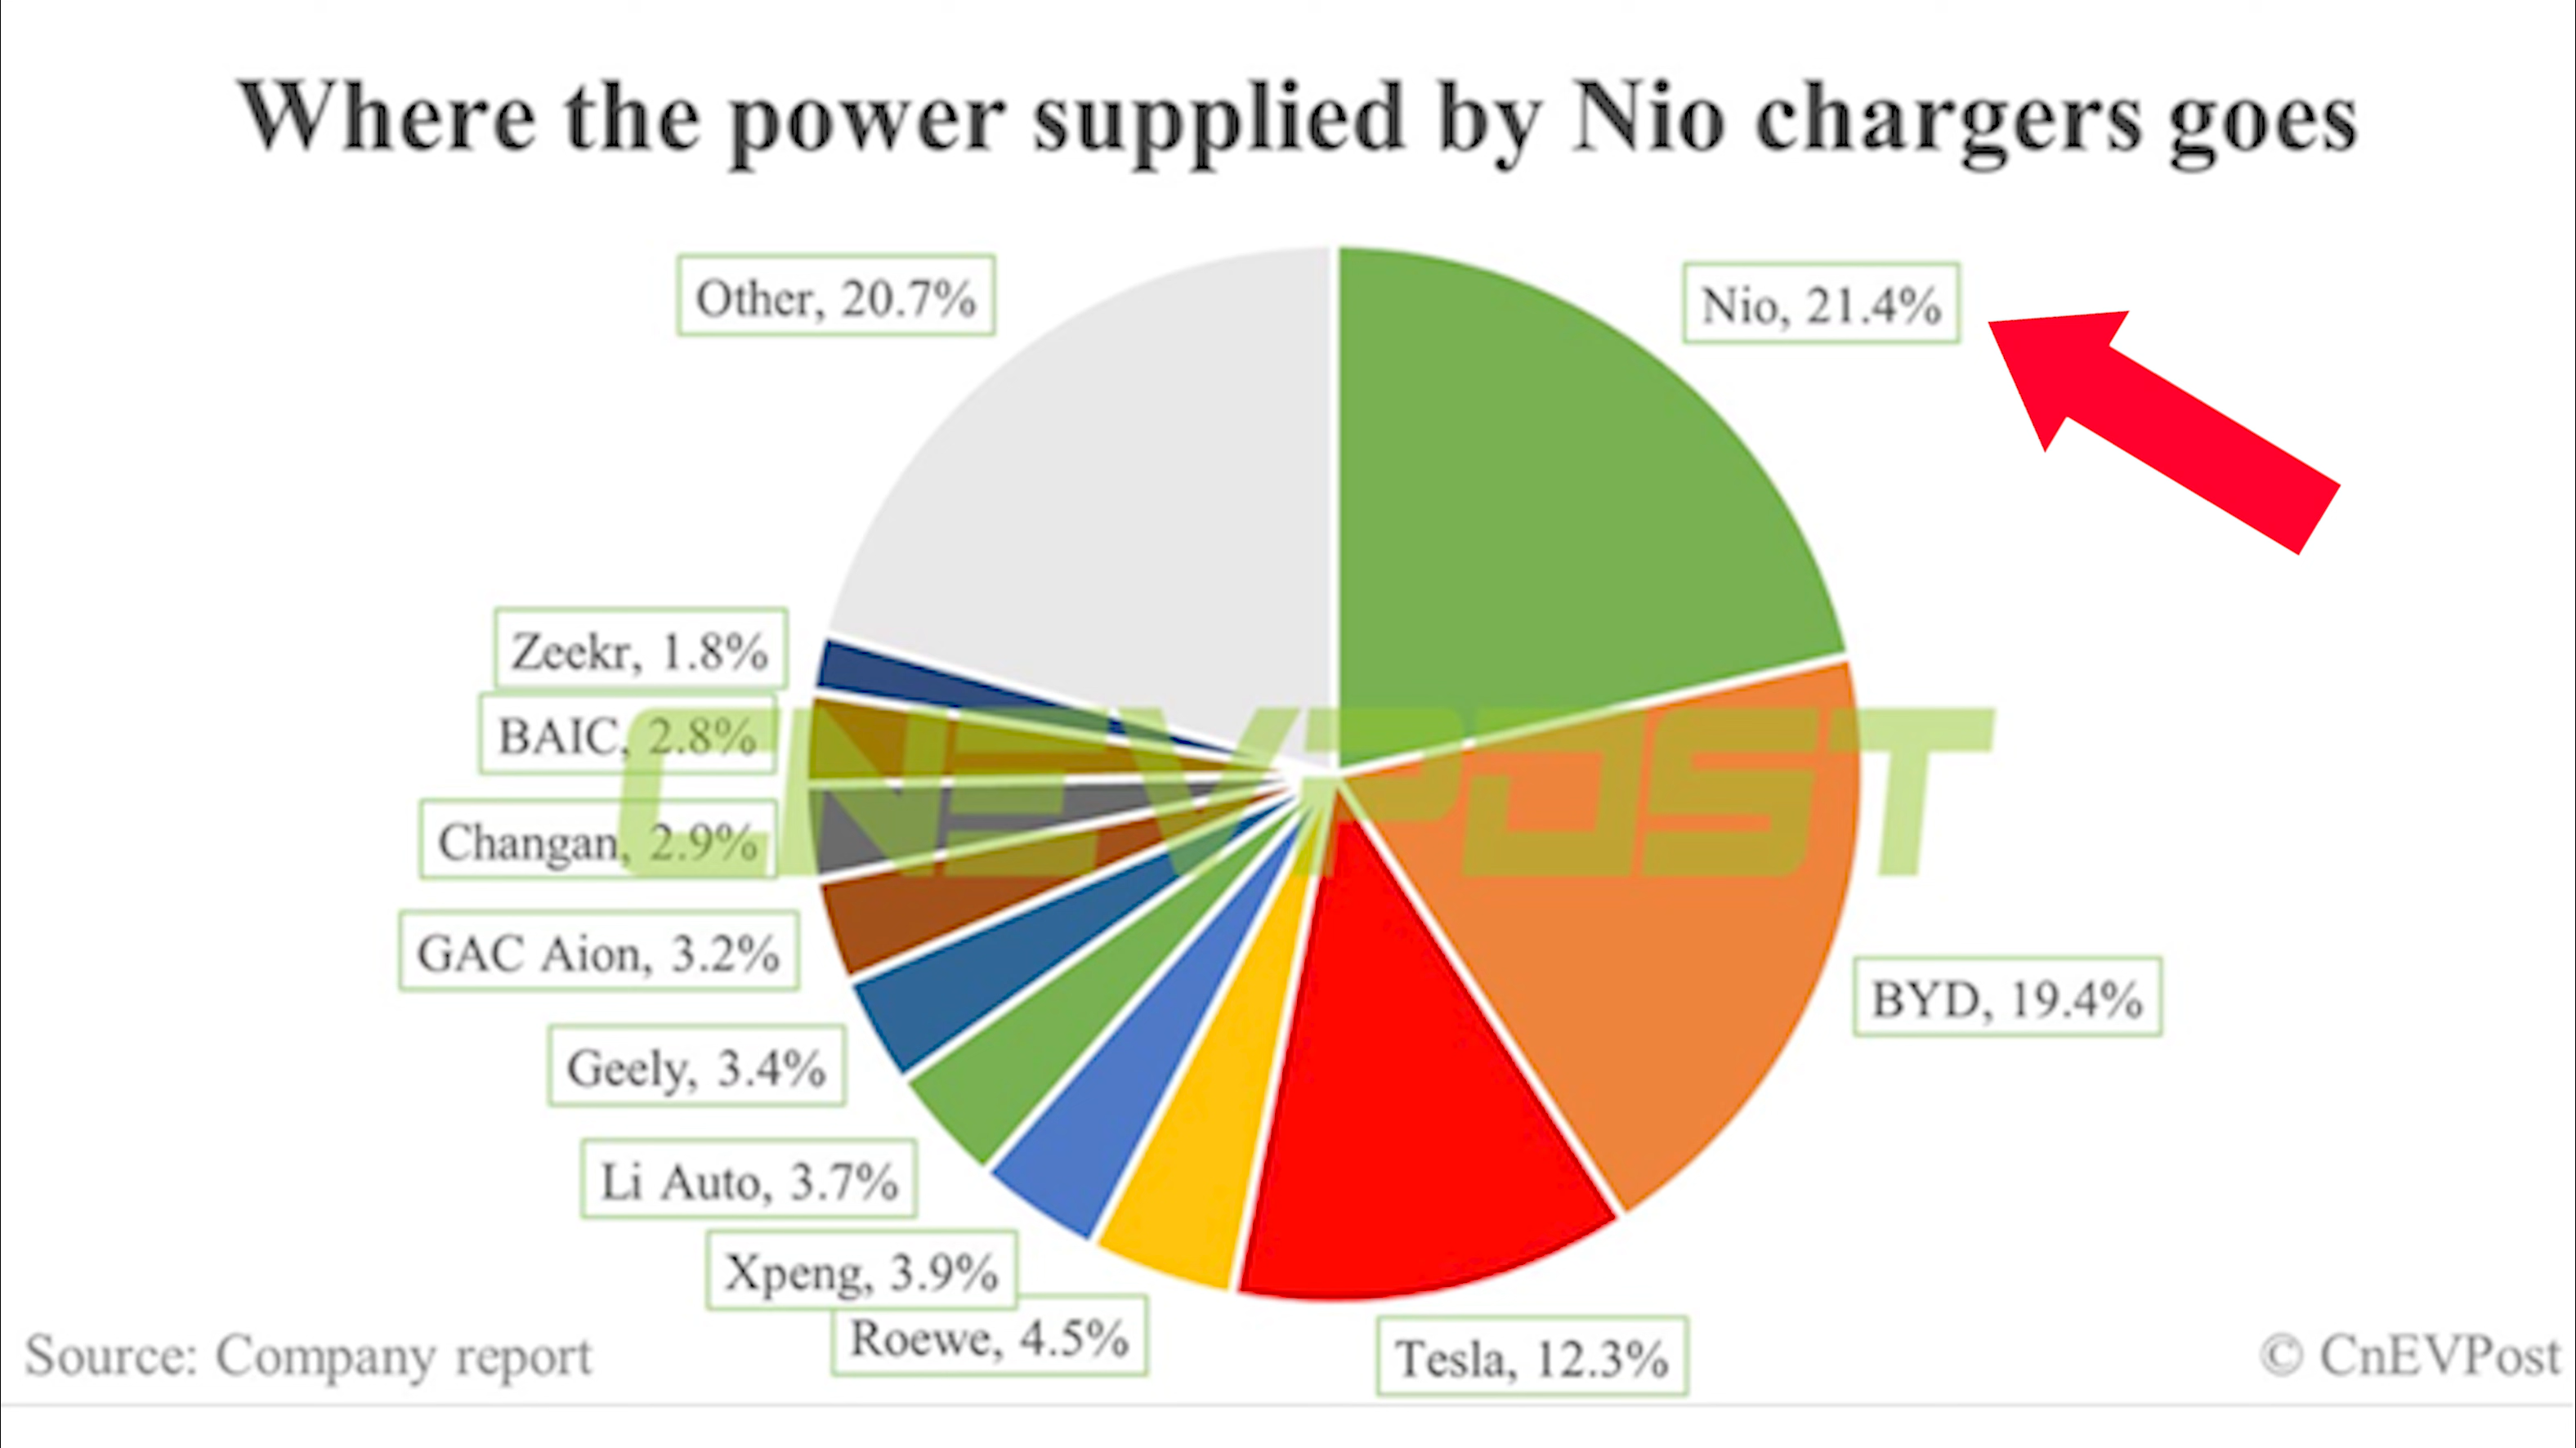 Where the power supplied by Nio chargers goes
Other, 20.7%
Nio, 21.4%
Zeekr, 1.8%
BAIC, 2.8%
CNEVPOST
Changan, 2.9%
GAC Aion, 3.2%
BYD, 19.4%
Geely, 3.4%
Li Auto, 3.7%
Xpeng, 3.9%
Roewe, 4.5%
Tesla, 12.3%
Source: Company report
© CnEVPost